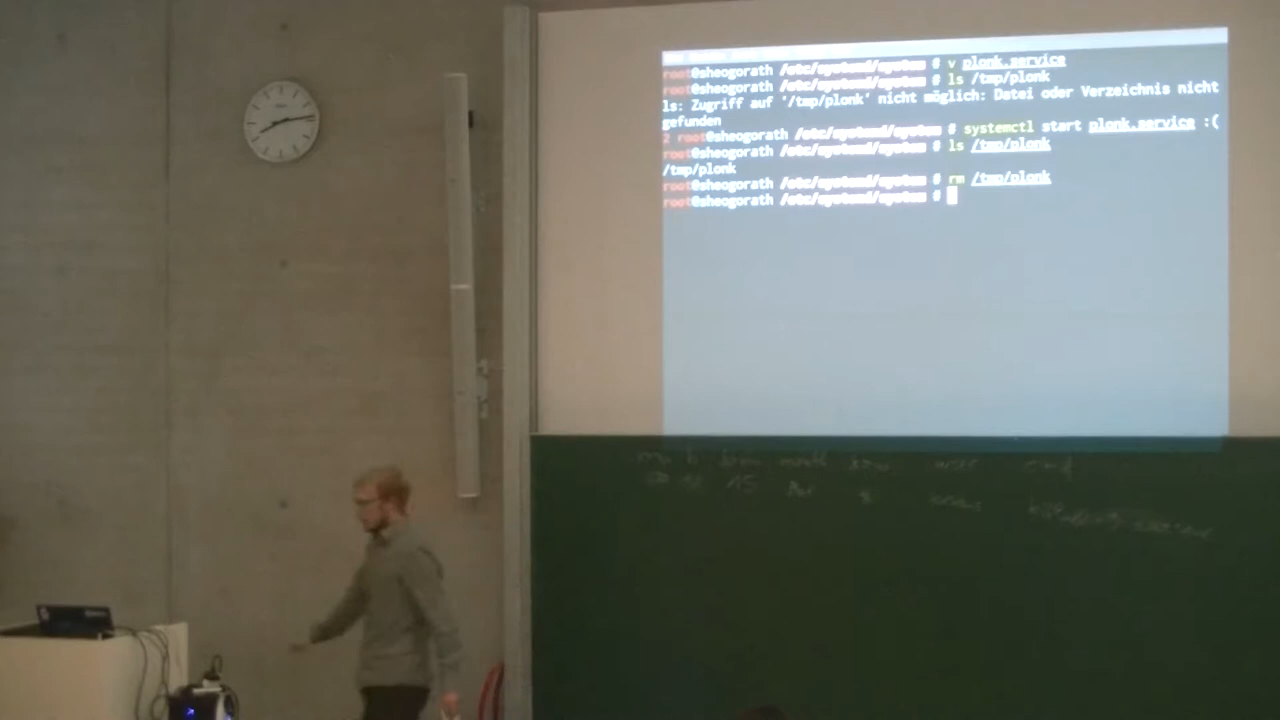 root@sheogorath /etc/systemd/system # v plonk.service
root@sheogorath /etc/systemd/system # ls /tmp/plonk
ls: Zugriff auf '/tmp/plonk' nicht möglich: Datei oder Verzeichnis nicht
gefunden
2 root@sheogorath /etc/systemd/system # systemctl start plonk.service :(
root@sheogorath /etc/systemd/system # ls /tmp/plonk
/tmp/plonk
root@sheogorath /etc/systemd/system # rm /tmp/plonk
root@sheogorath /etc/systemd/system #
15